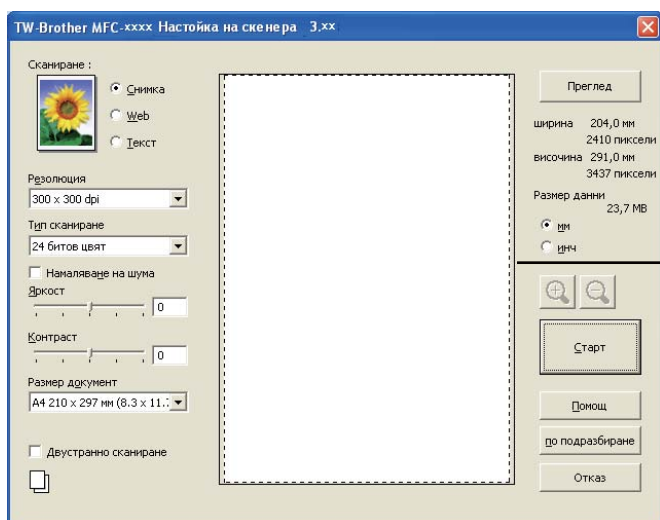 TW-Brother MFC-xxxx Настойка на скенера 3.xx
Сканиране :
Снимка
Web
Текст
Резолюция
300 x 300 dpi
Тип сканиране
24 битов цвят
Намаляване на шума
Яркост
0
Контраст
0
Размер документ
A4 210 x 297 мм (8.3 x 11.7
Двустранно сканиране
Преглед
ширина 204,0 мм
2410 пиксели
височина 291,0 мм
3437 пиксели
Размер данни
23,7 MB
мм
инч
Старт
Помощ
по подразбиране
Отказ